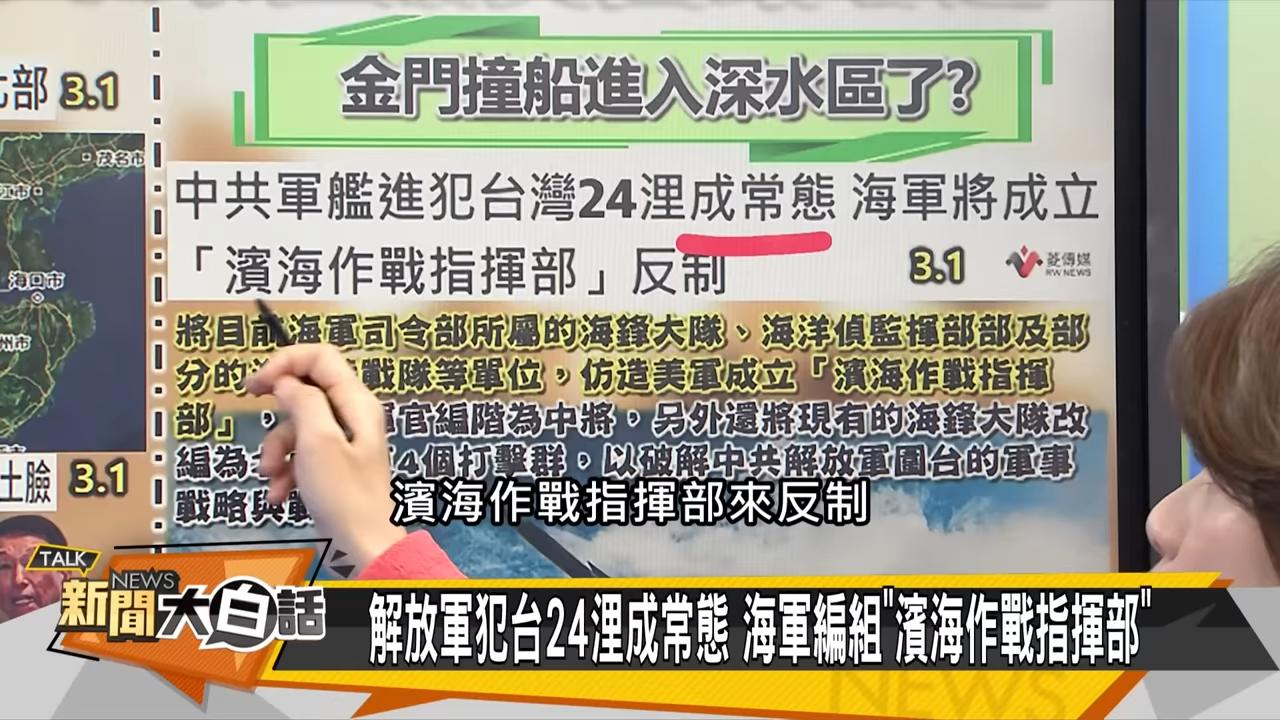 北部 3.1
茂名市
江市
海口市
州市
土臉 3.1
金門撞船進入深水區了?
中共軍艦進犯台灣24浬成常態 海軍將成立
「濱海作戰指揮部」反制 3.1 菱傳媒
RW NEWS
將目前海軍司令部所屬的海鋒大隊、海洋偵監揮部部及部
分的 戰隊等單位，仿造美軍成立「濱海作戰指揮
部」， 官編階為中將，另外還將現有的海鋒大隊改
編為 4個打擊群，以破解中共解放軍圍台的軍事
戰略與
濱海作戰指揮部來反制
TALK
NEWS
新聞大白話
解放軍犯台24浬成常態 海軍編組"濱海作戰指揮部"
NEWS